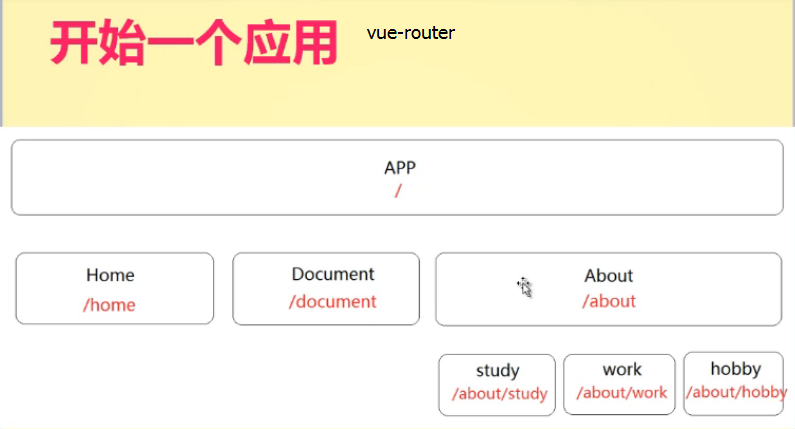 开始一个应用 vue-router
APP
/
Home
/home
Document
/document
About
/about
study
/about/study
work
/about/work
hobby
/about/hobby